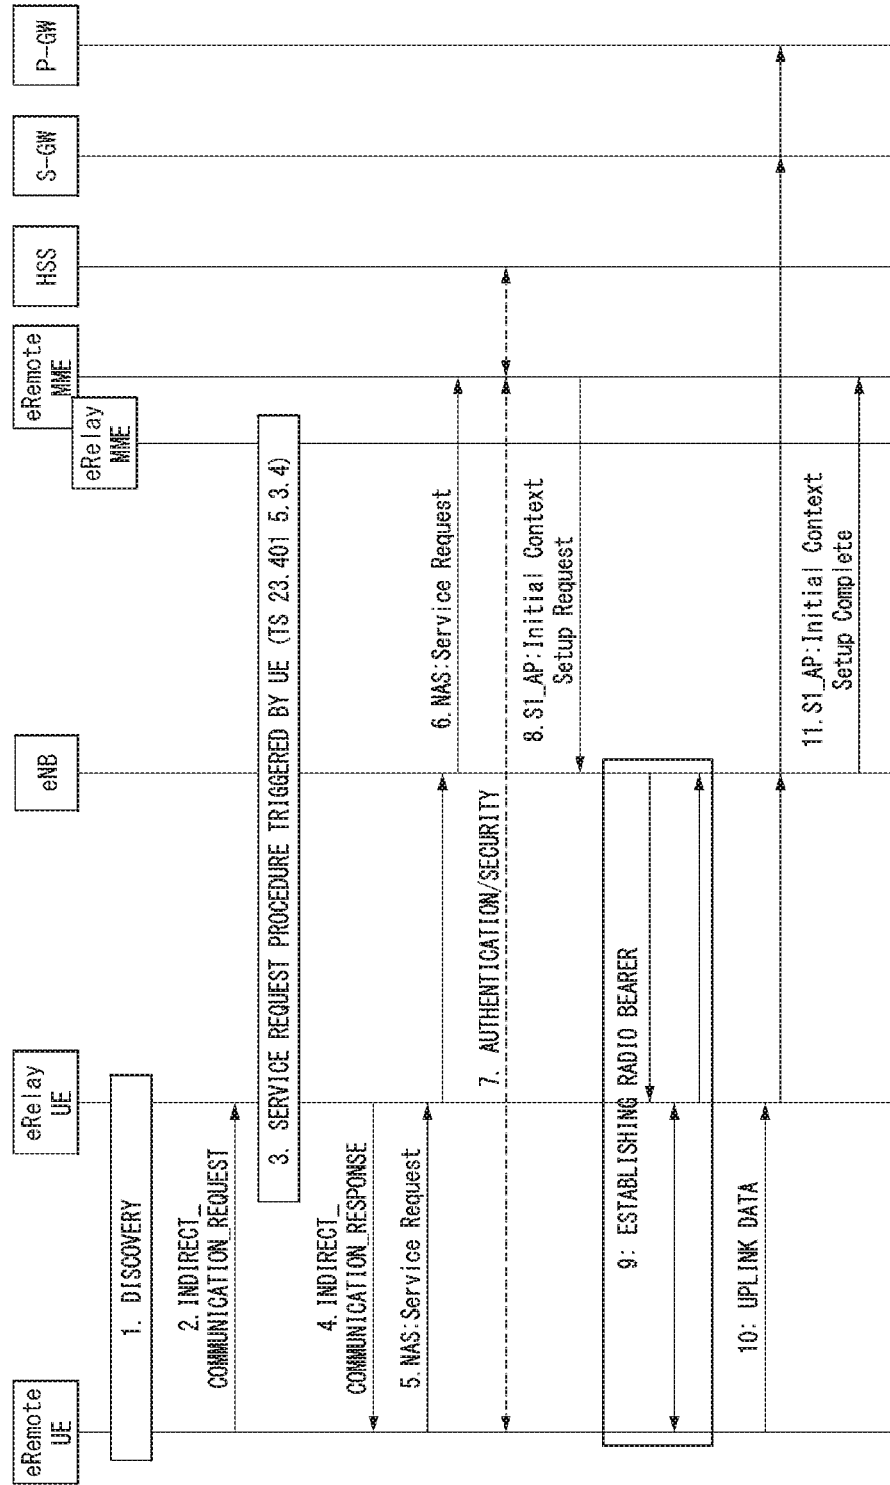 eRemote
UE
eRelay
UE
eNB
eRelay
MME
eRemote
MME
HSS
S-GW
P-GW
1. DISCOVERY
2. INDIRECT_
COMMUNICATION_REQUEST
3. SERVICE REQUEST PROCEDURE TRIGGERED BY UE (TS 23.401 5.3.4)
4. INDIRECT_
COMMUNICATION_RESPONSE
5. NAS:Service Request
6. NAS:Service Request
7. AUTHENTICATION/SECURITY
8. S1_AP:Initial Context
Setup Request
9: ESTABLISHING RADIO BEARER
10: UPLINK DATA
11. S1_AP:Initial Context
Setup Complete